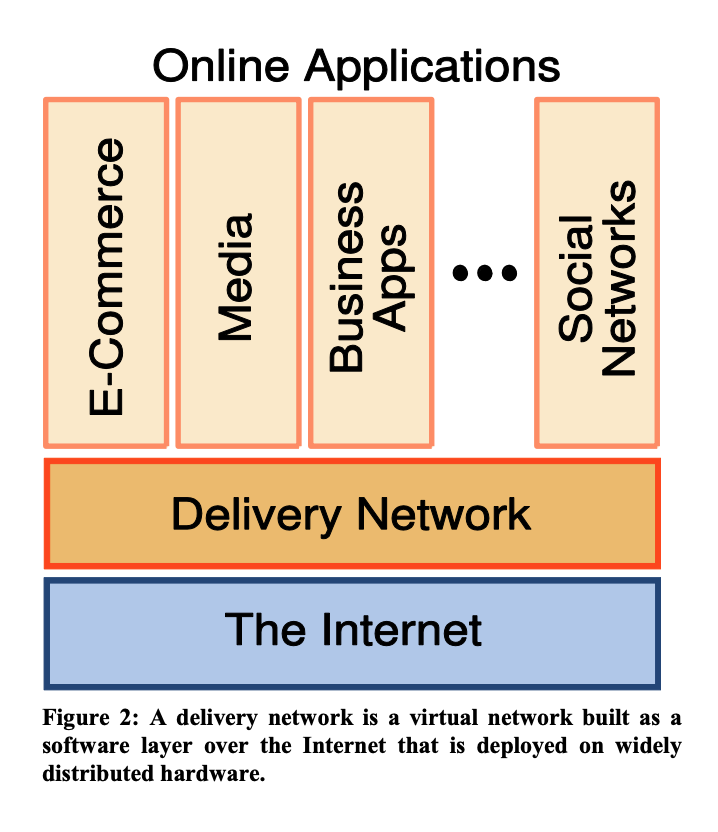 Online Applications
E-Commerce
Media
Business
Apps
•••
Social
Networks
Delivery Network
The Internet
Figure 2: A delivery network is a virtual network built as a
software layer over the Internet that is deployed on widely
distributed hardware.